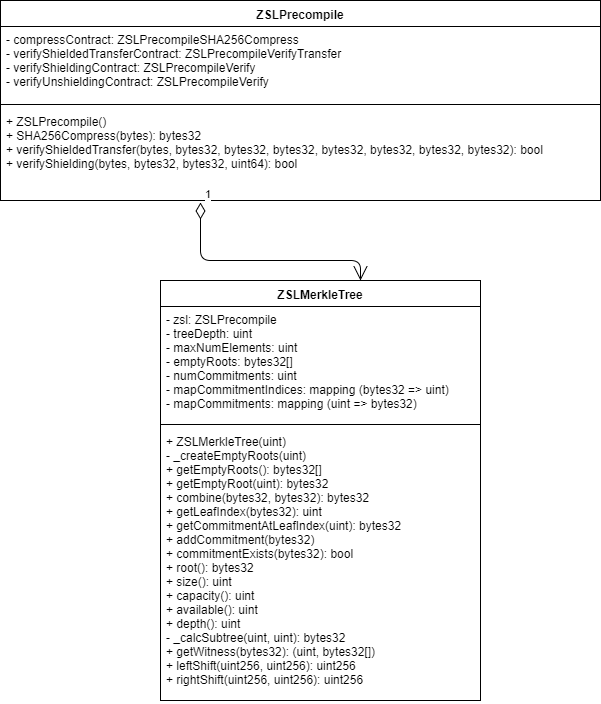 ZSLPrecompile
- compressContract: ZSLPrecompileSHA256Compress
- verifyShieldedTransferContract: ZSLPrecompileVerifyTransfer
- verifyShieldingContract: ZSLPrecompileVerify
- verifyUnshieldingContract: ZSLPrecompileVerify
+ ZSLPrecompile()
+ SHA256Compress(bytes): bytes32
+ verifyShieldedTransfer(bytes, bytes32, bytes32, bytes32, bytes32, bytes32, bytes32, bytes32): bool
+ verifyShielding(bytes, bytes32, bytes32, uint64): bool
1
ZSLMerkleTree
- zsl: ZSLPrecompile
- treeDepth: uint
- maxNumElements: uint
- emptyRoots: bytes32[]
- numCommitments: uint
- mapCommitmentIndices: mapping (bytes32 => uint)
- mapCommitments: mapping (uint => bytes32)
+ ZSLMerkleTree(uint)
- _createEmptyRoots(uint)
+ getEmptyRoots(): bytes32[]
+ getEmptyRoot(uint): bytes32
+ combine(bytes32, bytes32): bytes32
+ getLeafIndex(bytes32): uint
+ getCommitmentAtLeafIndex(uint): bytes32
+ addCommitment(bytes32)
+ commitmentExists(bytes32): bool
+ root(): bytes32
+ size(): uint
+ capacity(): uint
+ available(): uint
+ depth(): uint
- _calcSubtree(uint, uint): bytes32
+ getWitness(bytes32): (uint, bytes32[])
+ leftShift(uint256, uint256): uint256
+ rightShift(uint256, uint256): uint256